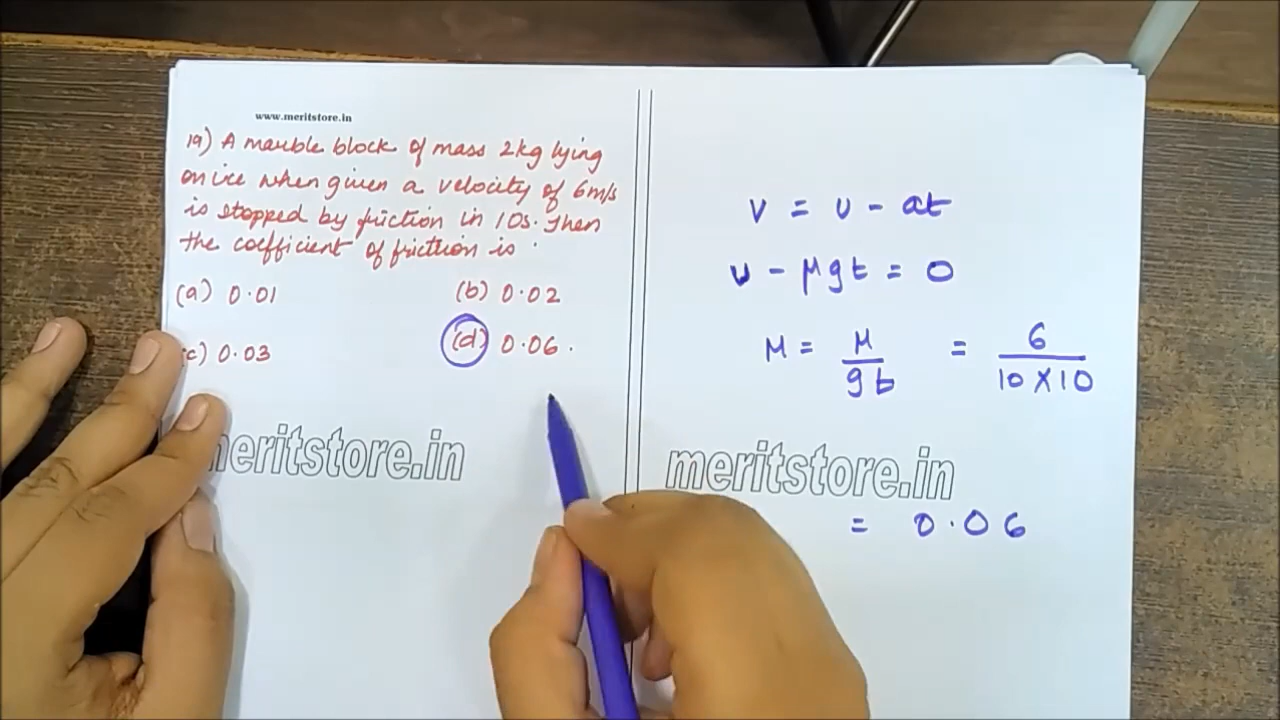 www.meritstore.in
19) A marble block of mass 2kg lying
on ice when given a velocity of 6m/s
is stopped by friction in 10s. Then
the coefficient of friction is
(a) 0.01
(b) 0.02
(c) 0.03
(d) 0.06.
meritstore.in
v = u - at
u - μgt = 0
μ = μ/gt = 6/10 X 10
meritstore.in
= 0.06